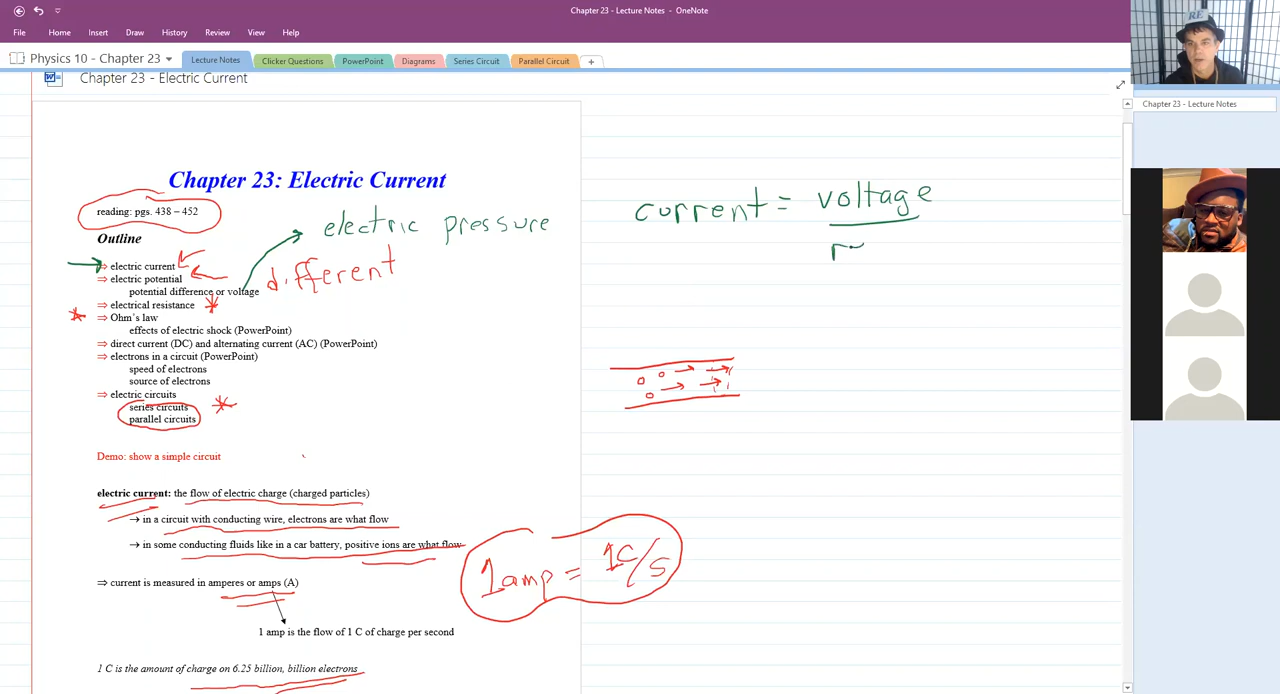 Chapter 23 - Lecture Notes - OneNote
File Home Insert Draw History Review View Help
Physics 10 - Chapter 23
Lecture Notes Clicker Questions PowerPoint Diagrams Series Circuit Parallel Circuit +
Chapter 23 - Electric Current
Chapter 23 - Lecture Notes
RE
Chapter 23: Electric Current
reading: pgs. 438 – 452
Outline
⇒ electric current
⇒ electric potential
potential difference or voltage
⇒ electrical resistance
⇒ Ohm's law
effects of electric shock (PowerPoint)
⇒ direct current (DC) and alternating current (AC) (PowerPoint)
⇒ electrons in a circuit (PowerPoint)
speed of electrons
source of electrons
⇒ electric circuits
series circuits
parallel circuits
electric pressure
different
current = voltage
r
Demo: show a simple circuit
electric current: the flow of electric charge (charged particles)
→ in a circuit with conducting wire, electrons are what flow
→ in some conducting fluids like in a car battery, positive ions are what flow
⇒ current is measured in amperes or amps (A)
1 amp = 1C/s
1 amp is the flow of 1 C of charge per second
1 C is the amount of charge on 6.25 billion, billion electrons